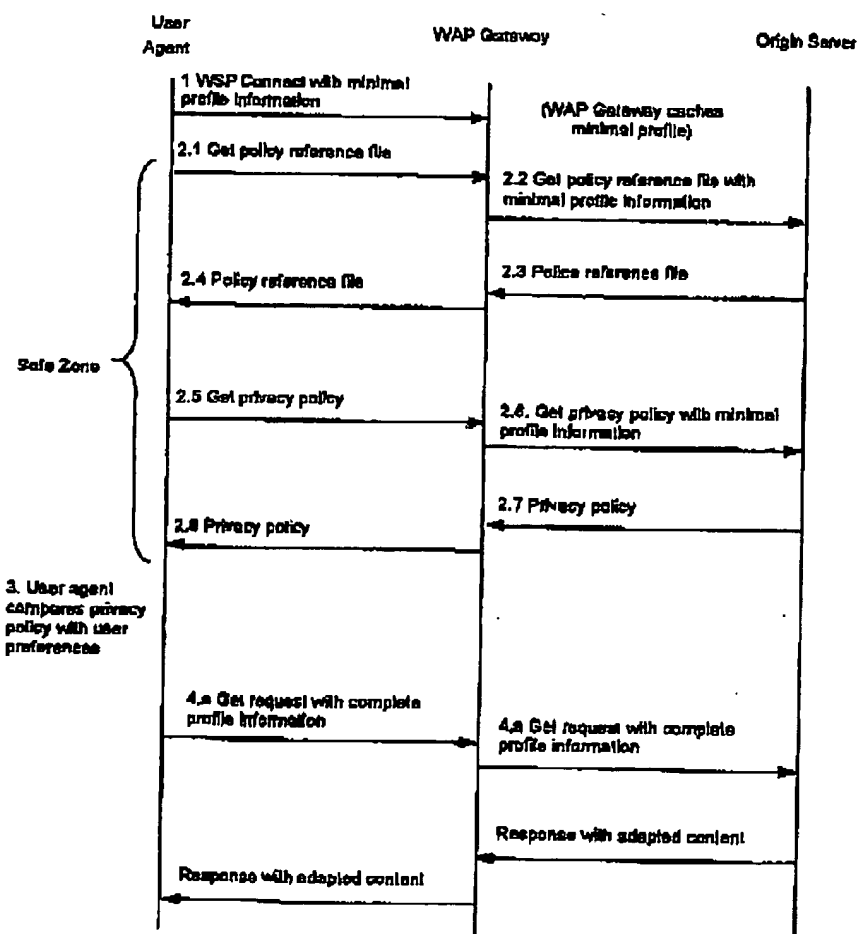 User
Agent
WAP Gateway
Origin Server
1 WSP Connect with minimal
profile information
(WAP Gateway caches
minimal profile)
2.1 Get policy reference file
2.2 Get policy reference file with
minimal profile information
2.4 Policy reference file
2.3 Police reference file
Safe Zone
2.5 Get privacy policy
2.6. Get privacy policy with minimal
profile information
2.7 Privacy policy
2.8 Privacy policy
3. User agent
compares privacy
policy with user
preferences
4.a Get request with complete
profile information
4.a Get request with complete
profile information
Response with adapted content
Response with adapted content